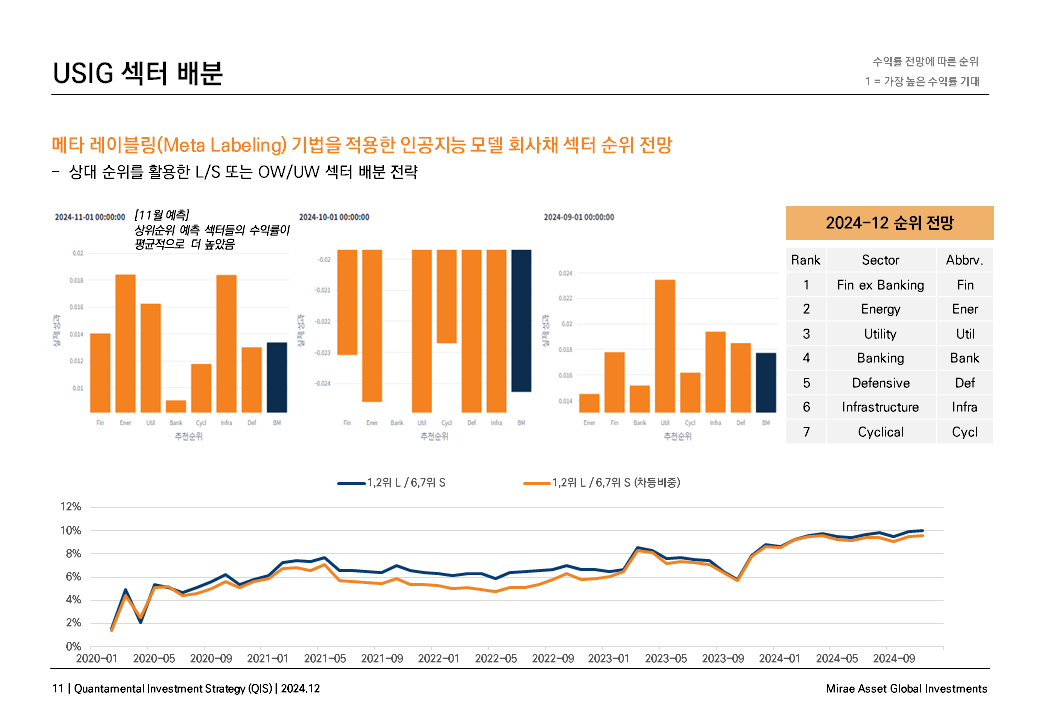 USIG 섹터 배분
수익률 전망에 따른 순위
1 = 가장 높은 수익률 기대
메타 레이블링(Meta Labeling) 기법을 적용한 인공지능 모델 회사채 섹터 순위 전망
− 상대 순위를 활용한 L/S 또는 OW/UW 섹터 배분 전략
2024-11-01 00:00:00
[11월 예측]
상위순위 예측 섹터들의 수익률이
평균적으로 더 높았음
0.02
0.018
0.016
0.014
0.012
0.01
실제성과
Fin Ener Util Bank Cycl Infra Def BM
추천순위
2024-10-01 00:00:00
−0.02
−0.021
−0.022
−0.023
−0.024
실제성과
Fin Ener Bank Util Cycl Def Infra BM
추천순위
2024-09-01 00:00:00
0.024
0.022
0.02
0.018
0.016
0.014
실제성과
Ener Fin Bank Util Cycl Infra Def BM
추천순위
2024−12 순위 전망
Rank Sector Abbrv.
1 Fin ex Banking Fin
2 Energy Ener
3 Utility Util
4 Banking Bank
5 Defensive Def
6 Infrastructure Infra
7 Cyclical Cycl
1,2위 L / 6,7위 S
1,2위 L / 6,7위 S (차등비중)
12%
10%
8%
6%
4%
2%
0%
2020−01 2020−05 2020−09 2021−01 2021−05 2021−09 2022−01 2022−05 2022−09 2023−01 2023−05 2023−09 2024−01 2024−05 2024−09
11 | Quantamental Investment Strategy (QIS) | 2024.12
Mirae Asset Global Investments